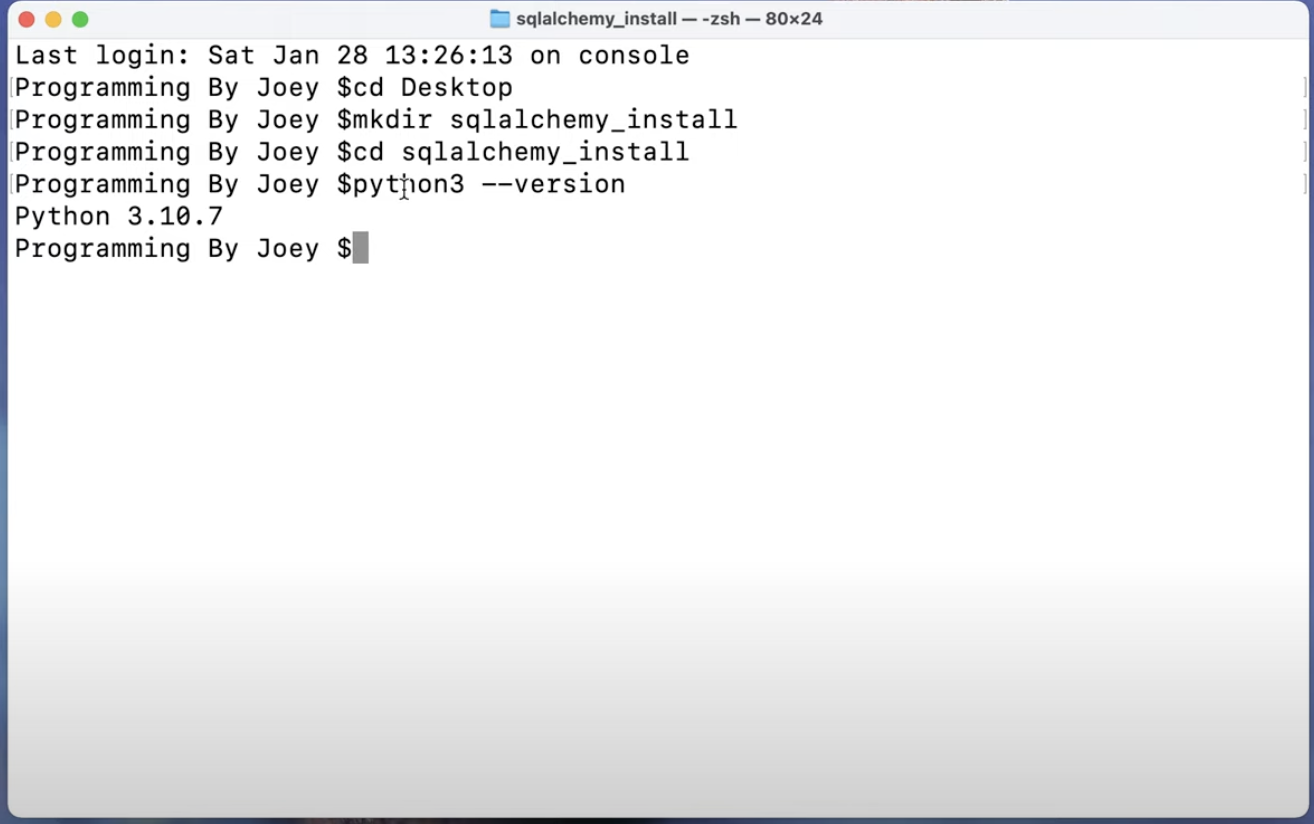 sqlalchemy_install — -zsh — 80×24
Last login: Sat Jan 28 13:26:13 on console
[Programming By Joey $cd Desktop ]
[Programming By Joey $mkdir sqlalchemy_install ]
[Programming By Joey $cd sqlalchemy_install ]
[Programming By Joey $python3 --version ]
Python 3.10.7
Programming By Joey $